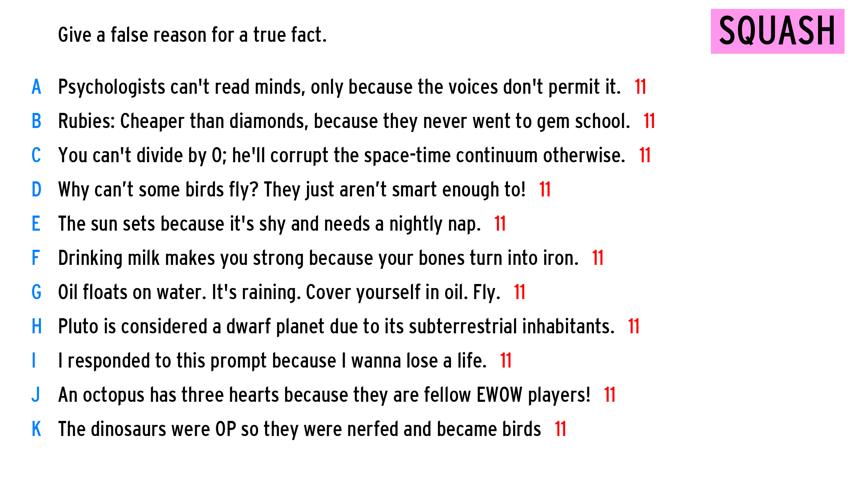 Give a false reason for a true fact.
SQUASH
A Psychologists can't read minds, only because the voices don't permit it. 11
B Rubies: Cheaper than diamonds, because they never went to gem school. 11
C You can't divide by 0; he'll corrupt the space-time continuum otherwise. 11
D Why can’t some birds fly? They just aren’t smart enough to! 11
E The sun sets because it's shy and needs a nightly nap. 11
F Drinking milk makes you strong because your bones turn into iron. 11
G Oil floats on water. It's raining. Cover yourself in oil. Fly. 11
H Pluto is considered a dwarf planet due to its subterrestrial inhabitants. 11
I I responded to this prompt because I wanna lose a life. 11
J An octopus has three hearts because they are fellow EWOW players! 11
K The dinosaurs were OP so they were nerfed and became birds 11